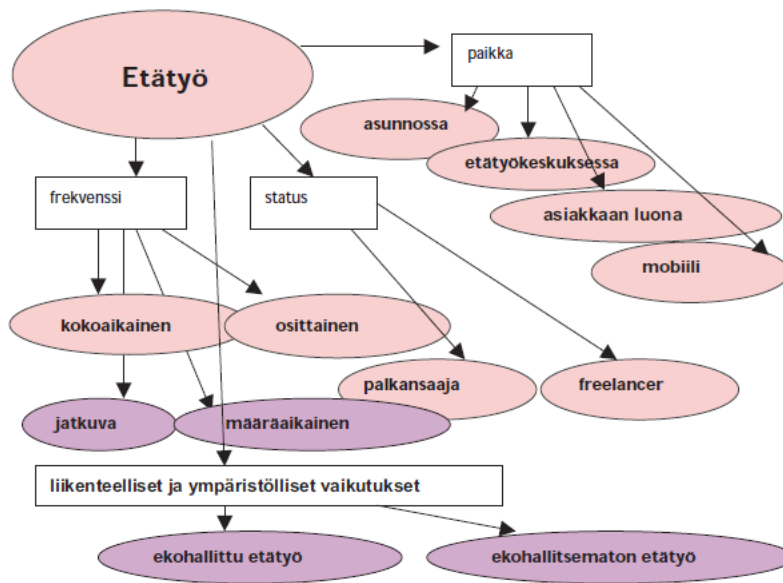 Etätyö
paikka
asunnossa
etätyökeskuksessa
asiakkaan luona
mobiili
frekvenssi
status
kokoaikainen
osittainen
palkansaaja
freelancer
jatkuva
määräaikainen
liikenteelliset ja ympäristölliset vaikutukset
ekohallittu etätyö
ekohallitsematon etätyö